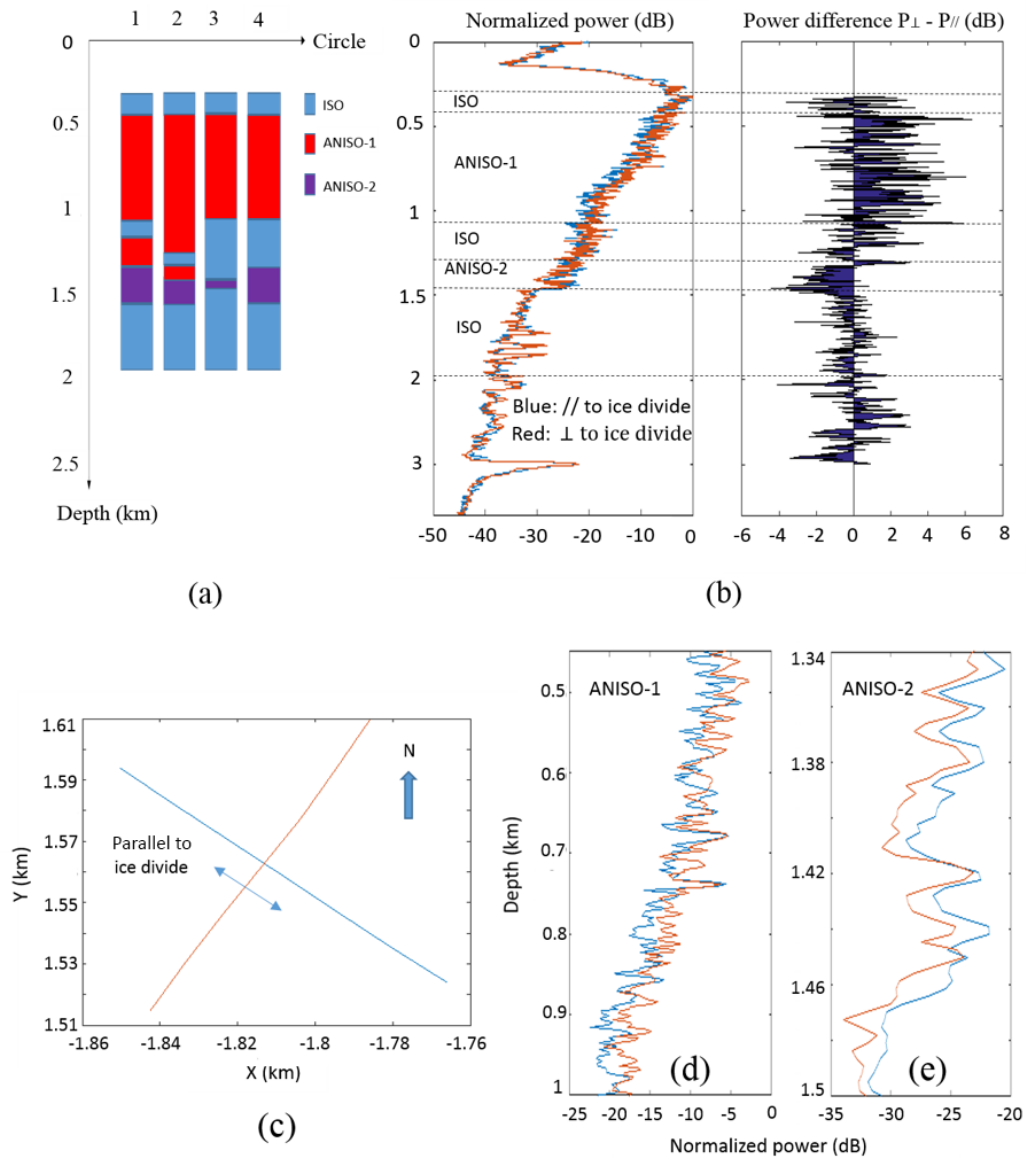 1 2 3 4
Circle
0
0.5
1
1.5
2
2.5
Depth (km)
ISO
ANISO-1
ANISO-2
(a)
Normalized power (dB)
0
0.5
1
1.5
2
3
ISO
ANISO-1
ISO
ANISO-2
ISO
Blue: // to ice divide
Red: ⊥ to ice divide
-50 -40 -30 -20 -10 0
Power difference P⊥ - P// (dB)
-6 -4 -2 0 2 4 6 8
(b)
1.61
1.59
1.57
1.55
1.53
1.51
Y (km)
N
Parallel to
ice divide
-1.86 -1.84 -1.82 -1.8 -1.78 -1.76
X (km)
(c)
ANISO-1
0.5
0.6
0.7
0.8
0.9
1
Depth (km)
(d)
-25 -20 -15 -10 -5 0
ANISO-2
1.34
1.38
1.42
1.46
1.5
(e)
-35 -30 -25 -20
Normalized power (dB)